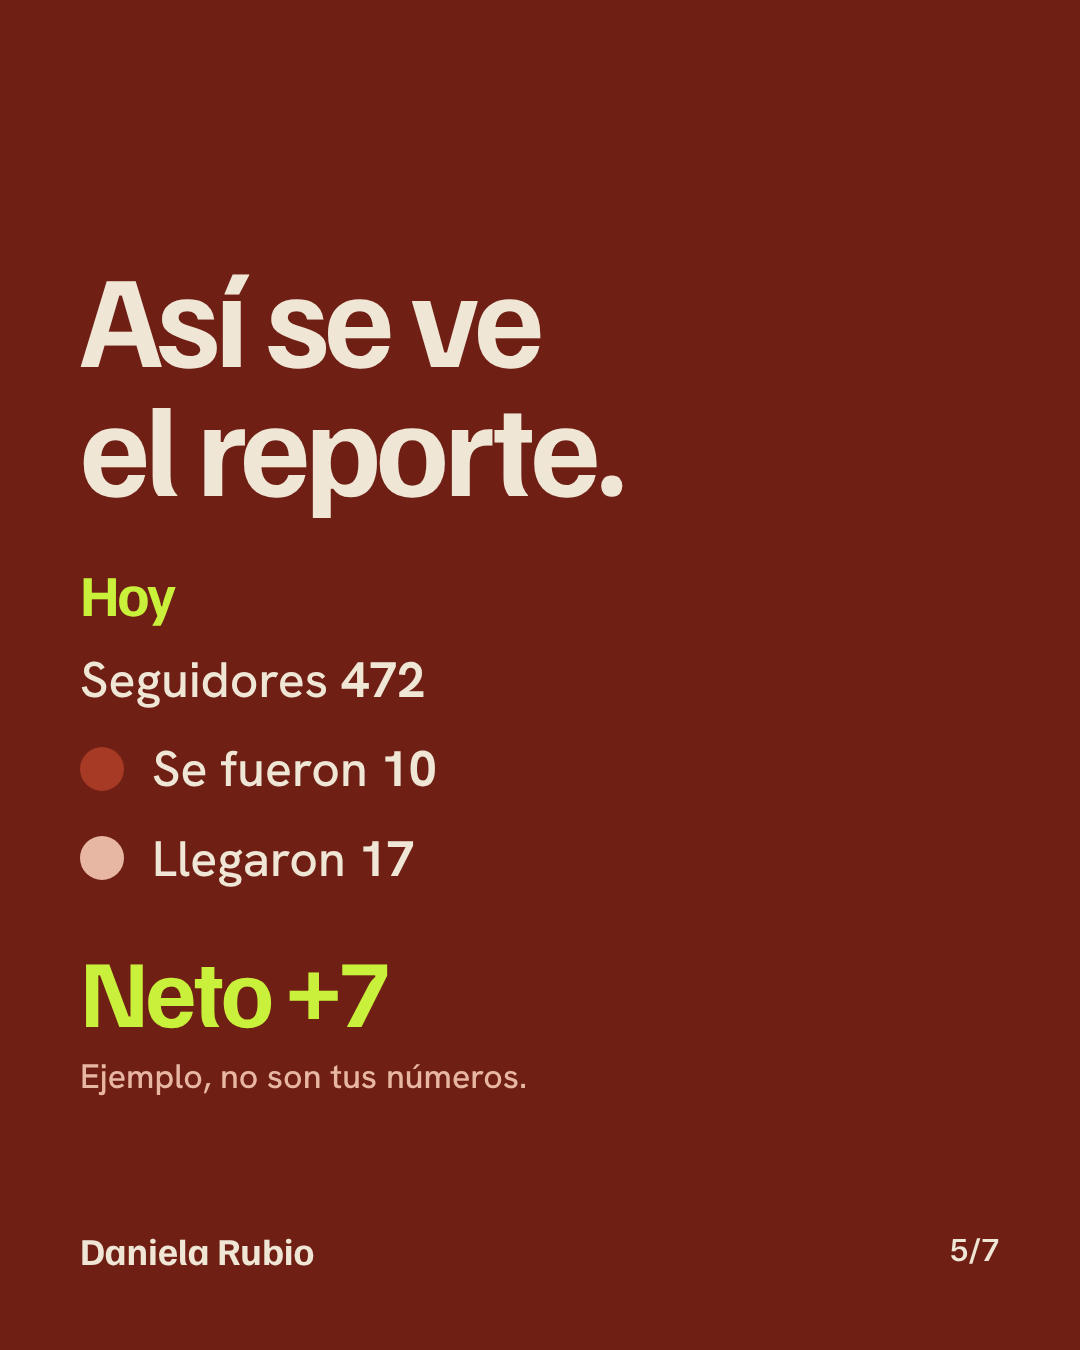 Así se ve
el reporte.
Hoy
Seguidores 472
Se fueron 10
Llegaron 17
Neto +7
Ejemplo, no son tus números.
Daniela Rubio
5/7